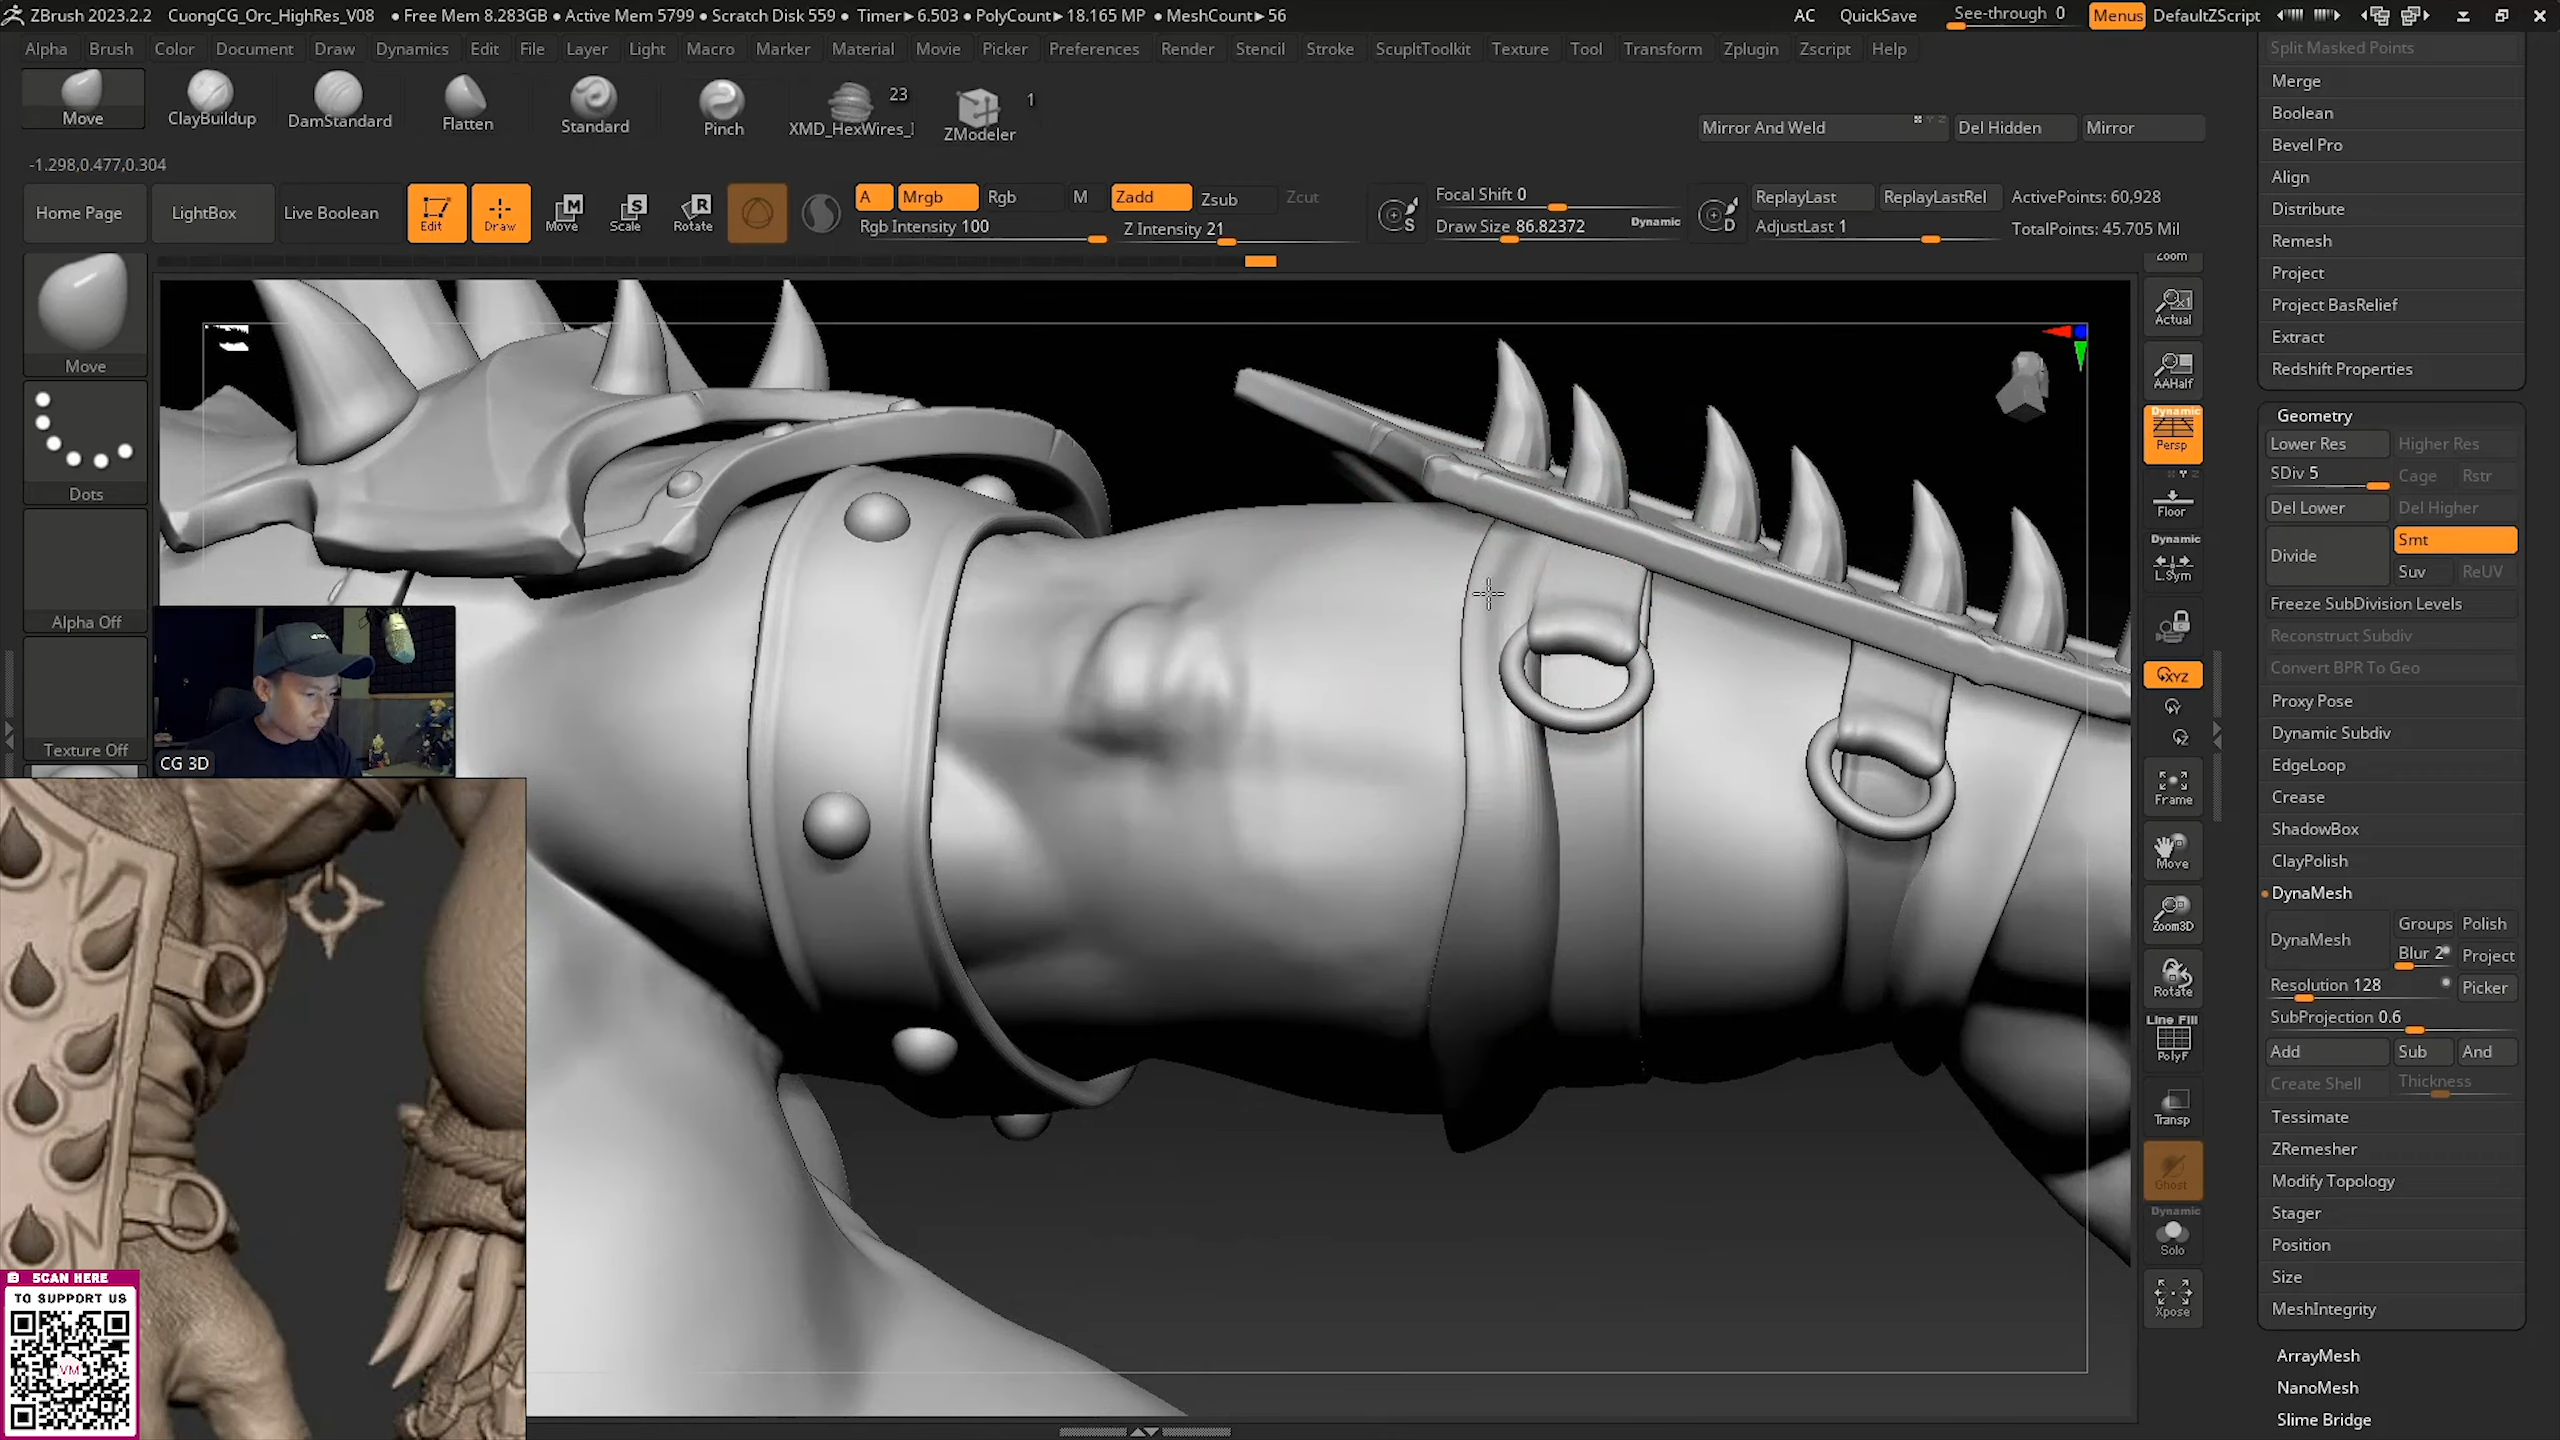 ZBrush 2023.2.2 CuongCG_Orc_HighRes_V08 • Free Mem 8.283GB • Active Mem 5799 • Scratch Disk 559 • Timer▸6.503 • PolyCount▸18.165 MP • MeshCount▸56 AC QuickSave See-through 0 Menus DefaultZScript
Alpha Brush Color Document Draw Dynamics Edit File Layer Light Macro Marker Material Movie Picker Preferences Render Stencil Stroke ScupltToolkit Texture Tool Transform Zplugin Zscript Help
Move ClayBuildup DamStandard Flatten Standard Pinch XMD_HexWires_ 23 ZModeler 1
Mirror And Weld Del Hidden Mirror
-1.298,0.477,0.304
Home Page LightBox Live Boolean Edit Draw Move Scale Rotate
M S R
A Mrgb Rgb M Zadd Zsub Zcut
Rgb Intensity 100 Z Intensity 21
S Focal Shift 0
Draw Size 86.82372 Dynamic
D ReplayLast ReplayLastRel
AdjustLast 1
ActivePoints: 60,928
TotalPoints: 45.705 Mil
Move
Dots
Alpha Off
Texture Off
CG 3D
SCAN HERE
TO SUPPORT US
VM
Zoom
Actual
AAHalf
Dynamic
Persp
Floor
Dynamic
L.Sym
XYZ
Frame
Move
Zoom3D
Rotate
Line Fill
PolyF
Transp
Ghost
Dynamic
Solo
Xpose
Split Masked Points
Merge
Boolean
Bevel Pro
Align
Distribute
Remesh
Project
Project BasRelief
Extract
Redshift Properties
Geometry
Lower Res Higher Res
SDiv 5 Cage Rstr
Del Lower Del Higher
Divide Smt
Suv ReUV
Freeze SubDivision Levels
Reconstruct Subdiv
Convert BPR To Geo
Proxy Pose
Dynamic Subdiv
EdgeLoop
Crease
ShadowBox
ClayPolish
DynaMesh
DynaMesh Groups Polish
Blur 2 Project
Resolution 128 Picker
SubProjection 0.6
Add Sub And
Create Shell Thickness
Tessimate
ZRemesher
Modify Topology
Stager
Position
Size
MeshIntegrity
ArrayMesh
NanoMesh
Slime Bridge